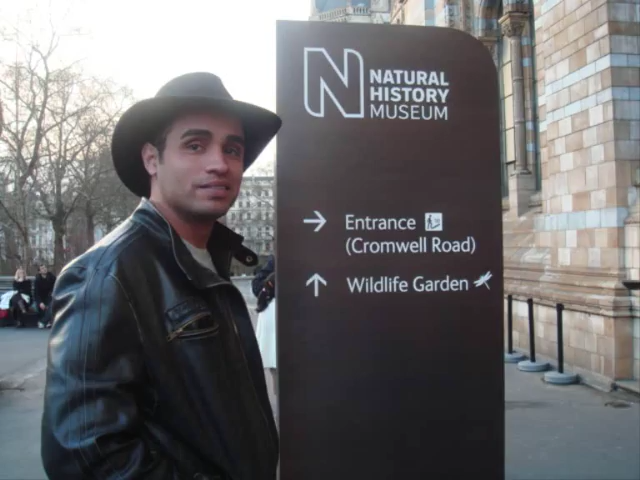 N
NATURAL
HISTORY
MUSEUM
Entrance
(Cromwell Road)
Wildlife Garden